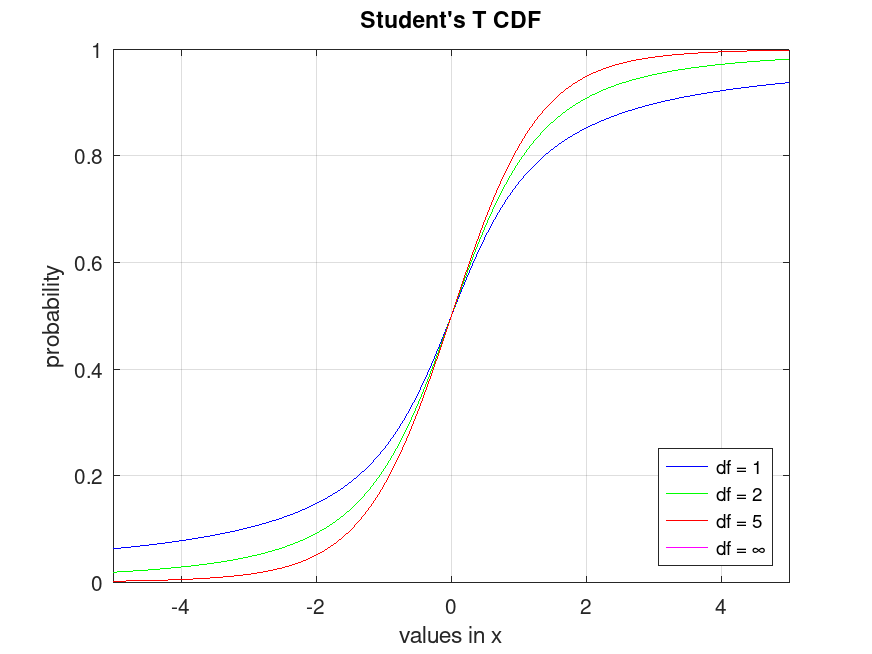 Student's T CDF
1
0.8
0.6
0.4
0.2
0
probability
-4
-2
0
2
4
values in x
df = 1
df = 2
df = 5
df = ∞